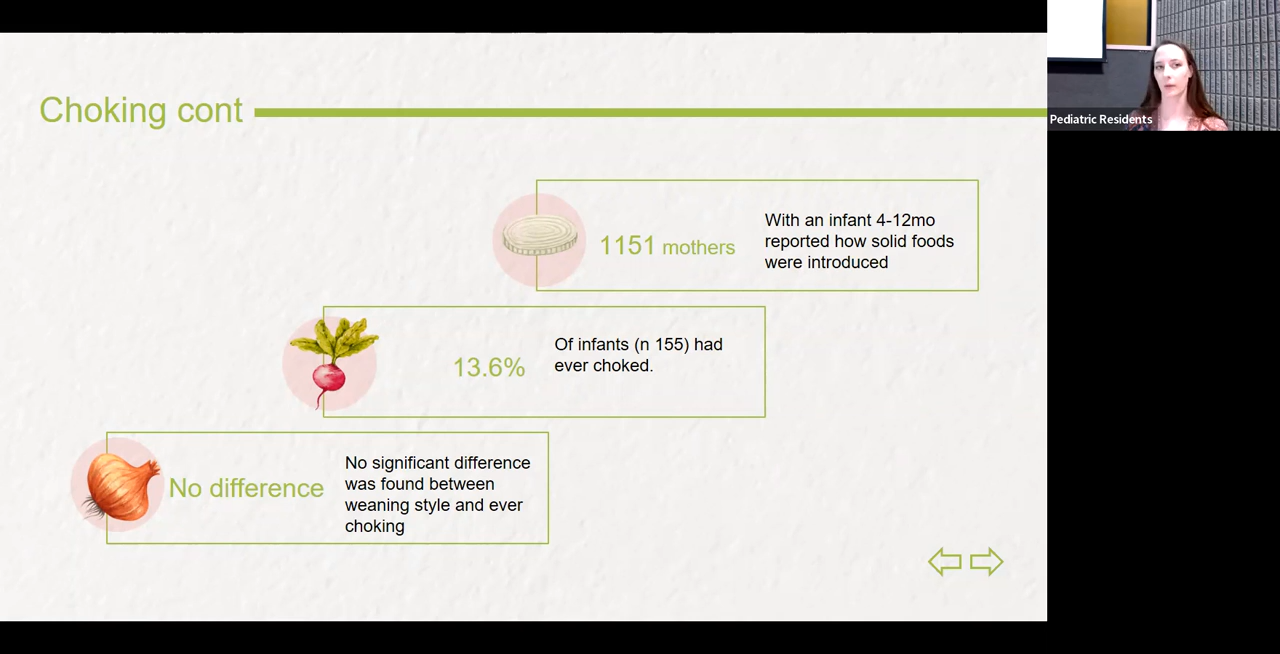 Choking cont
1151 mothers
With an infant 4-12mo
reported how solid foods
were introduced
13.6%
Of infants (n 155) had
ever choked.
No difference
No significant difference
was found between
weaning style and ever
choking
Pediatric Residents